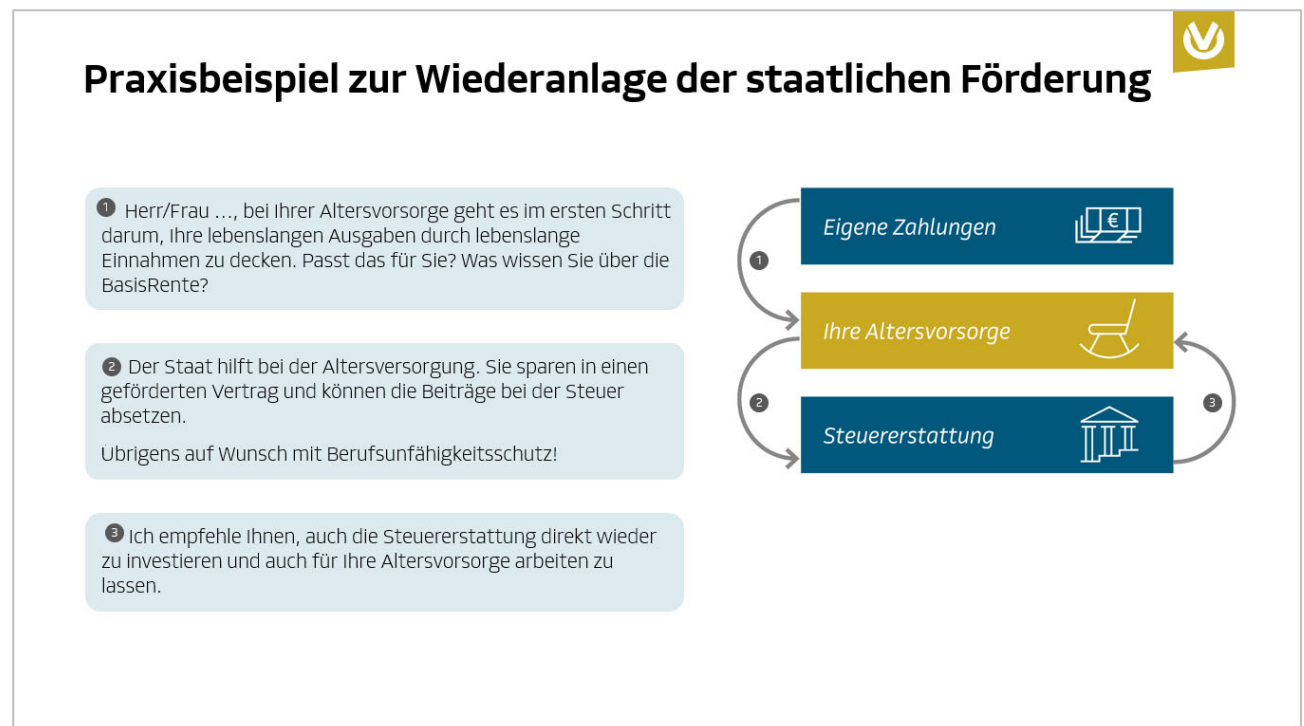 Praxisbeispiel zur Wiederanlage der staatlichen Förderung
1 Herr/Frau ..., bei Ihrer Altersvorsorge geht es im ersten Schritt
darum, Ihre lebenslangen Ausgaben durch lebenslange
Einnahmen zu decken. Passt das für Sie? Was wissen Sie über die
BasisRente?
2 Der Staat hilft bei der Altersversorgung. Sie sparen in einen
geförderten Vertrag und können die Beiträge bei der Steuer
absetzen.
Übrigens auf Wunsch mit Berufsunfähigkeitsschutz!
3 Ich empfehle Ihnen, auch die Steuererstattung direkt wieder
zu investieren und auch für Ihre Altersvorsorge arbeiten zu
lassen.
Eigene Zahlungen €
1
Ihre Altersvorsorge
2
3
Steuererstattung